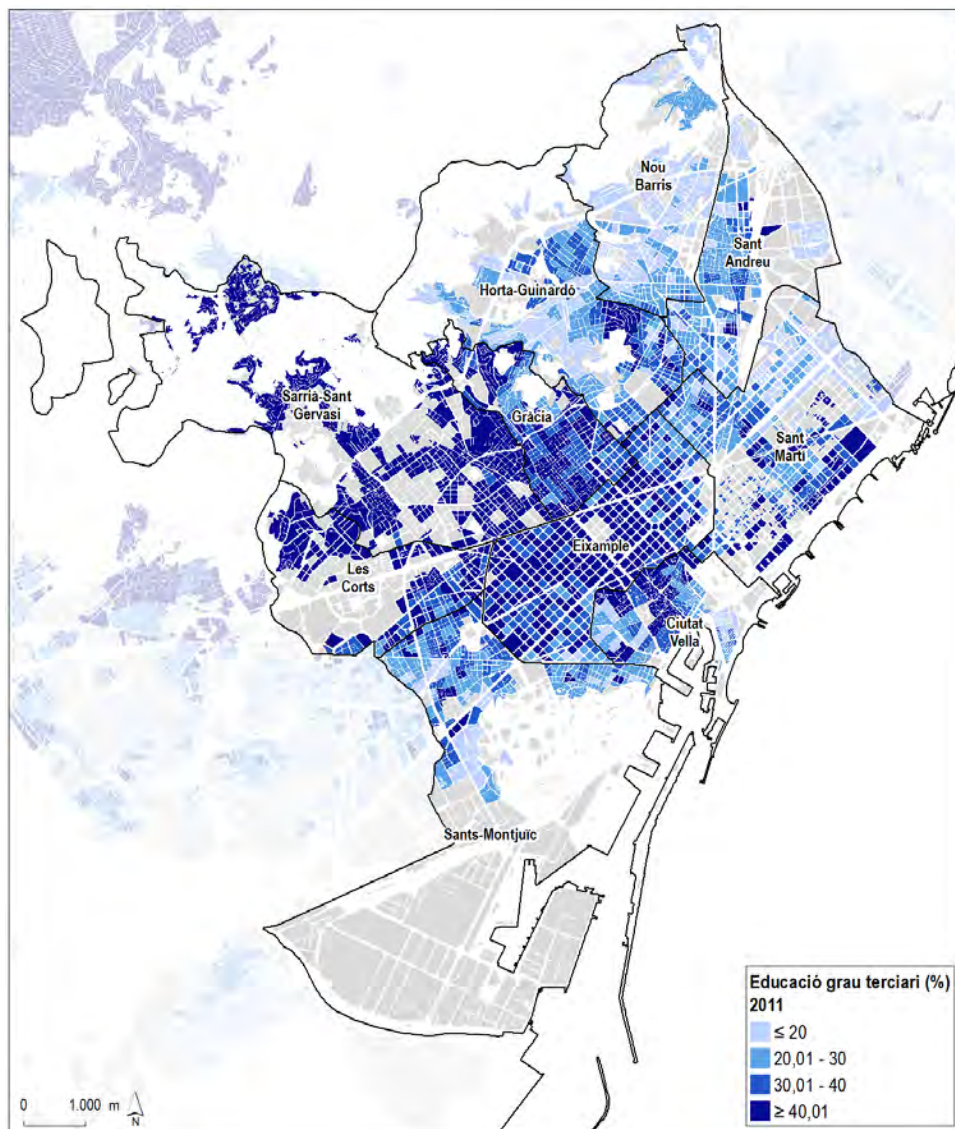 Nou
Barris
Sant
Andreu
Horta-Guinardó
Sarrià-Sant
Gervasi
Gràcia
Sant
Martí
Eixample
Les
Corts
Ciutat
Vella
Sants-Montjuïc
Educació grau terciari (%)
2011
≤ 20
20,01 - 30
30,01 - 40
≥ 40,01
0 1.000 m
N